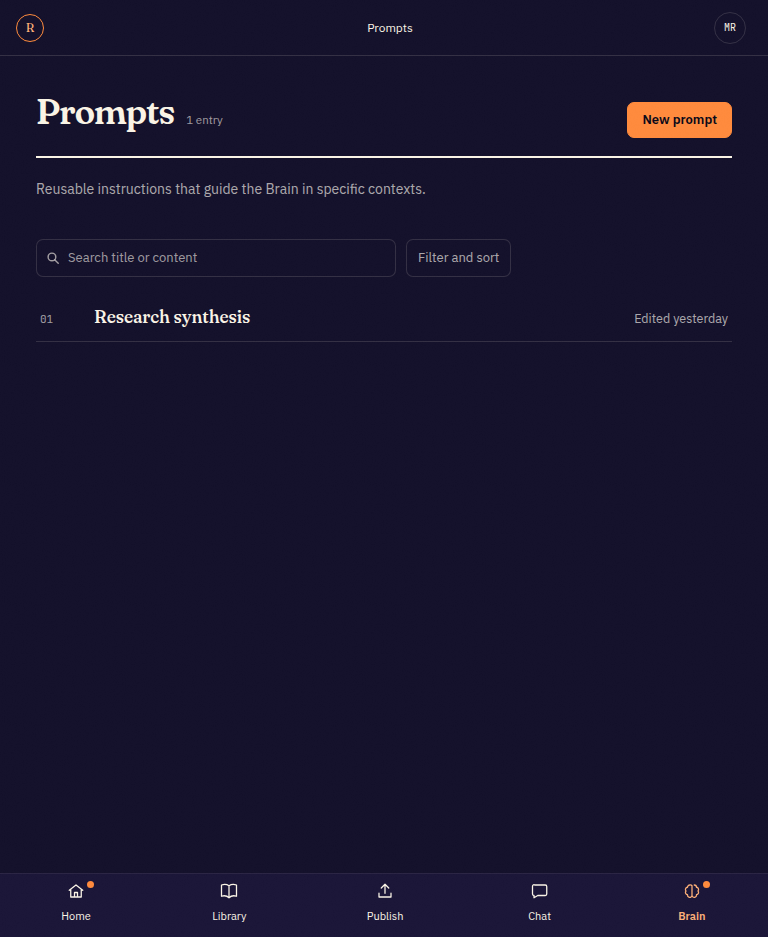 R
Prompts
MR
Prompts 1 entry
New prompt
Reusable instructions that guide the Brain in specific contexts.
Search title or content
Filter and sort
01 Research synthesis Edited yesterday
Home Library Publish Chat Brain